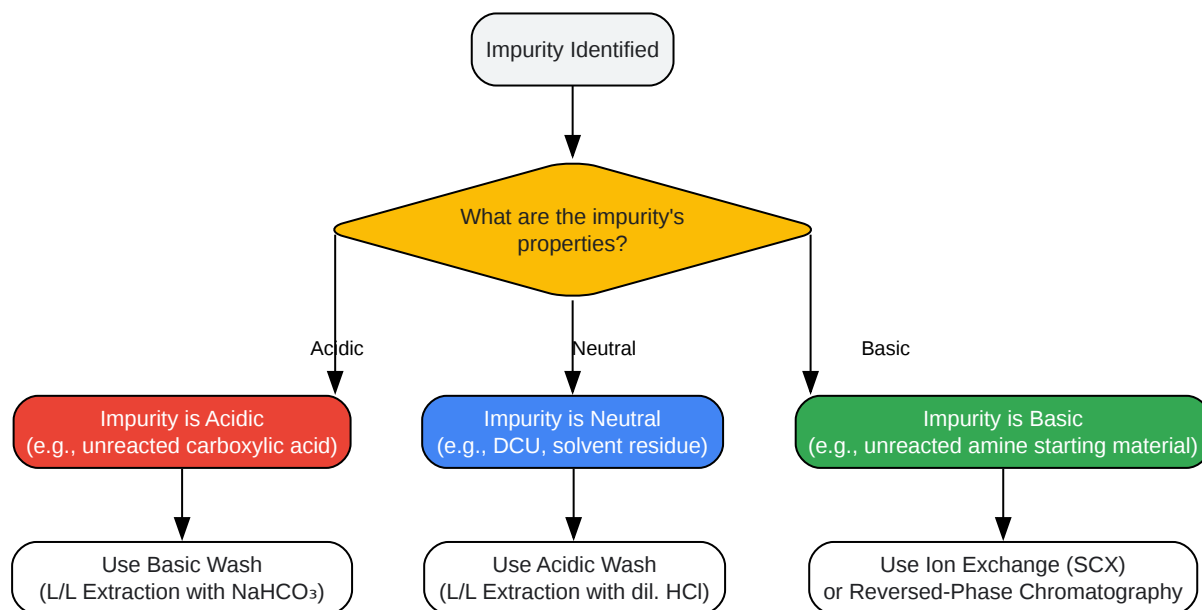 Impurity Identified
What are the impurity's
properties?
Acidic
Neutral
Basic
Impurity is Acidic
(e.g., unreacted carboxylic acid)
Impurity is Neutral
(e.g., DCU, solvent residue)
Impurity is Basic
(e.g., unreacted amine starting material)
Use Basic Wash
(L/L Extraction with NaHCO₃)
Use Acidic Wash
(L/L Extraction with dil. HCl)
Use Ion Exchange (SCX)
or Reversed-Phase Chromatography